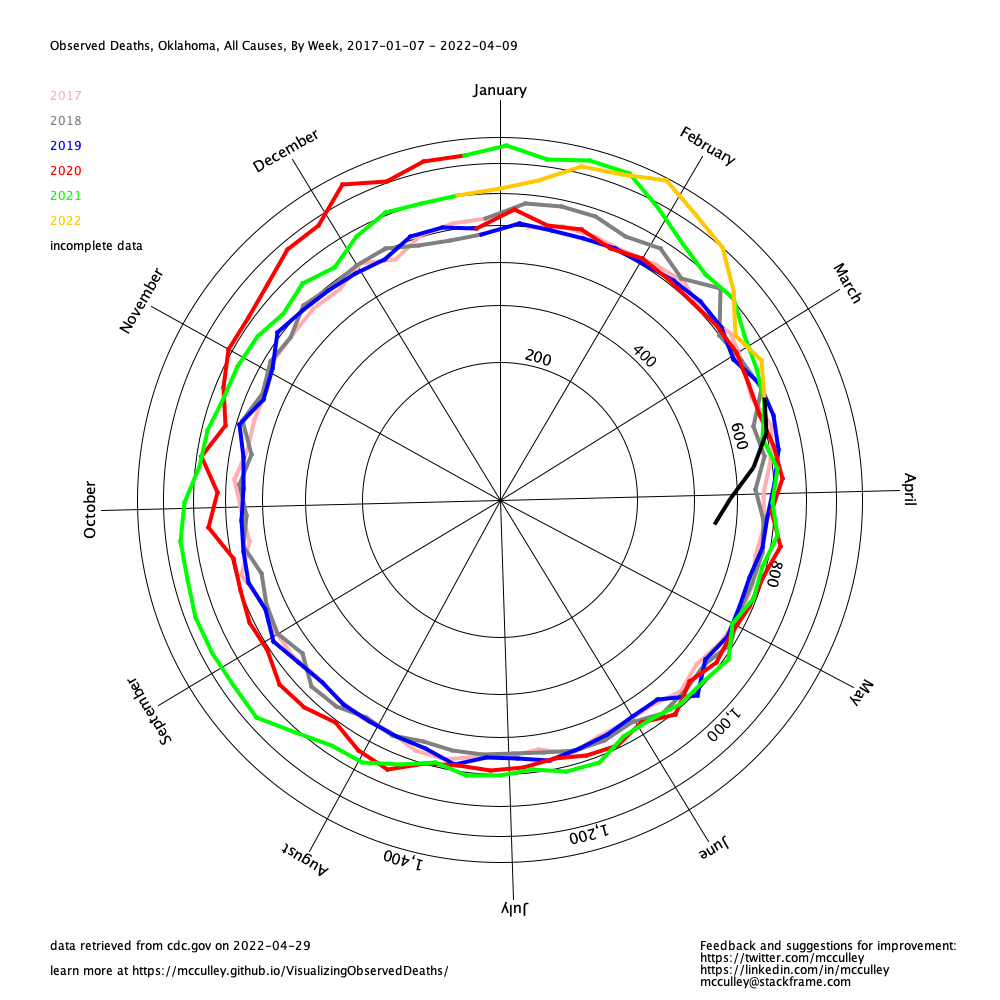 Observed Deaths, Oklahoma, All Causes, By Week, 2017-01-07 - 2022-04-09
2017
2018
2019
2020
2021
2022
incomplete data
January
February
March
April
May
June
July
August
September
October
November
December
200
400
600
800
1,000
1,200
1,400
data retrieved from cdc.gov on 2022-04-29
learn more at https://mcculley.github.io/VisualizingObservedDeaths/
Feedback and suggestions for improvement:
https://twitter.com/mcculley
https://linkedin.com/in/mcculley
mcculley@stackframe.com